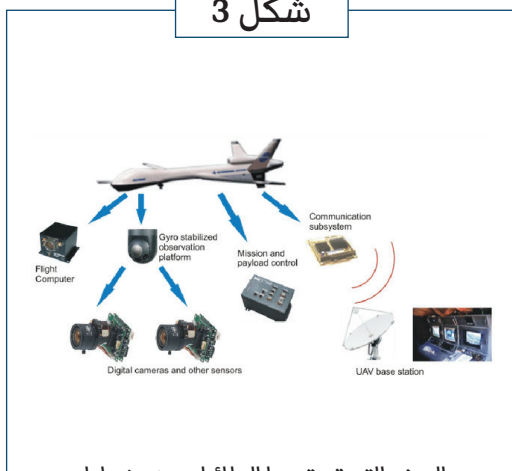 شكل 3
Communication
subsystem
Gyro stabilized
observation
platform
Mission and
payload control
Flight
Computer
Digital cameras and other sensors
UAV base station